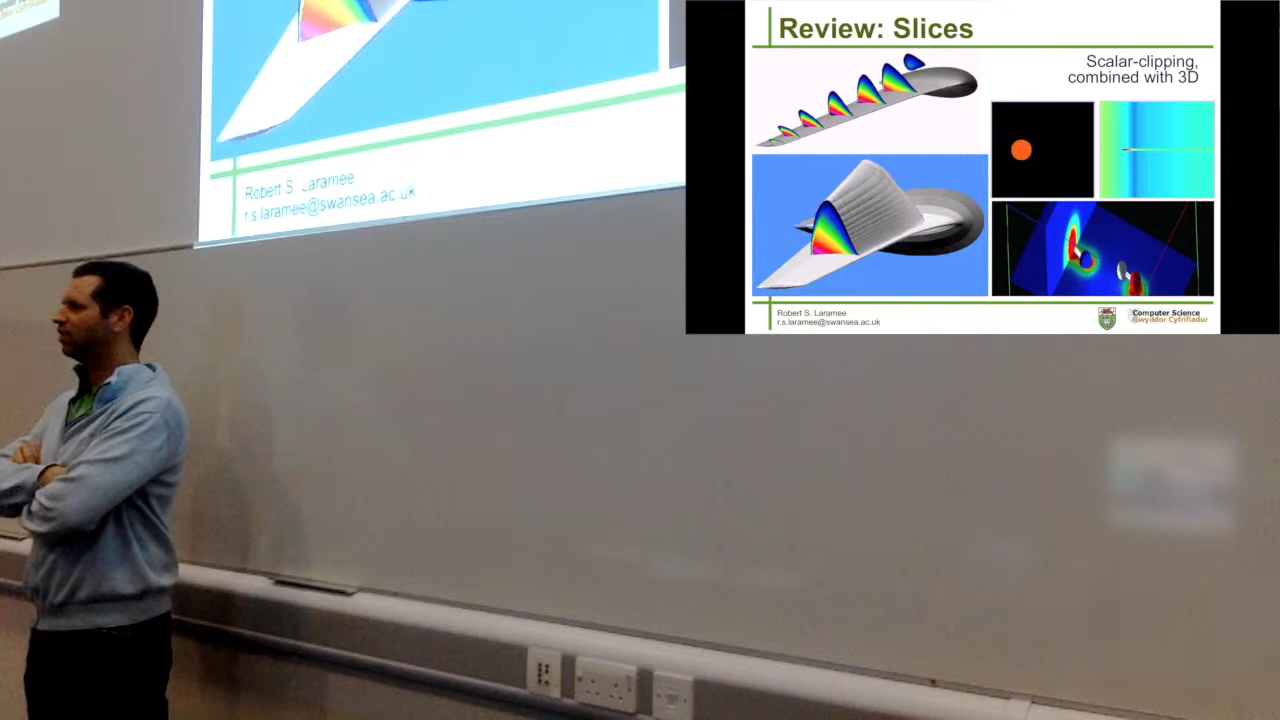 Robert S. Laramee
r.s.laramee@swansea.ac.uk
Review: Slices
Scalar-clipping,
combined with 3D
Robert S. Laramee
r.s.laramee@swansea.ac.uk
Computer Science
Gwyddor Cyfrifiadur